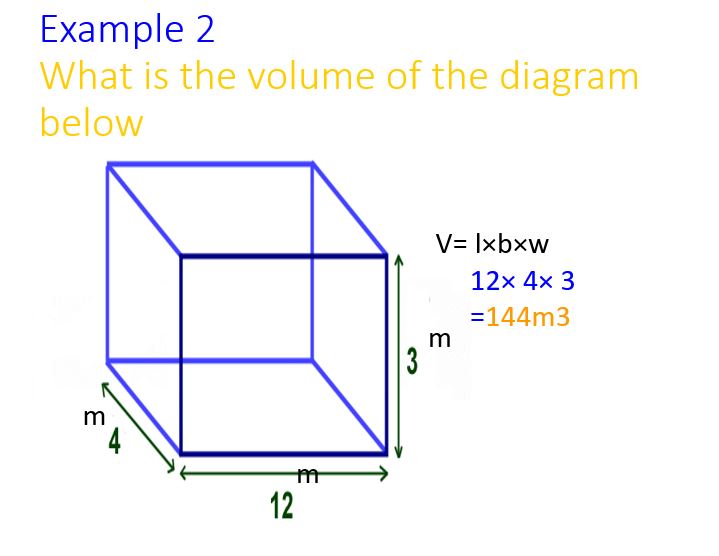 Example 2
What is the volume of the diagram
below
V= l×b×w
12× 4× 3
=144m3
m
3
m
4
m
12